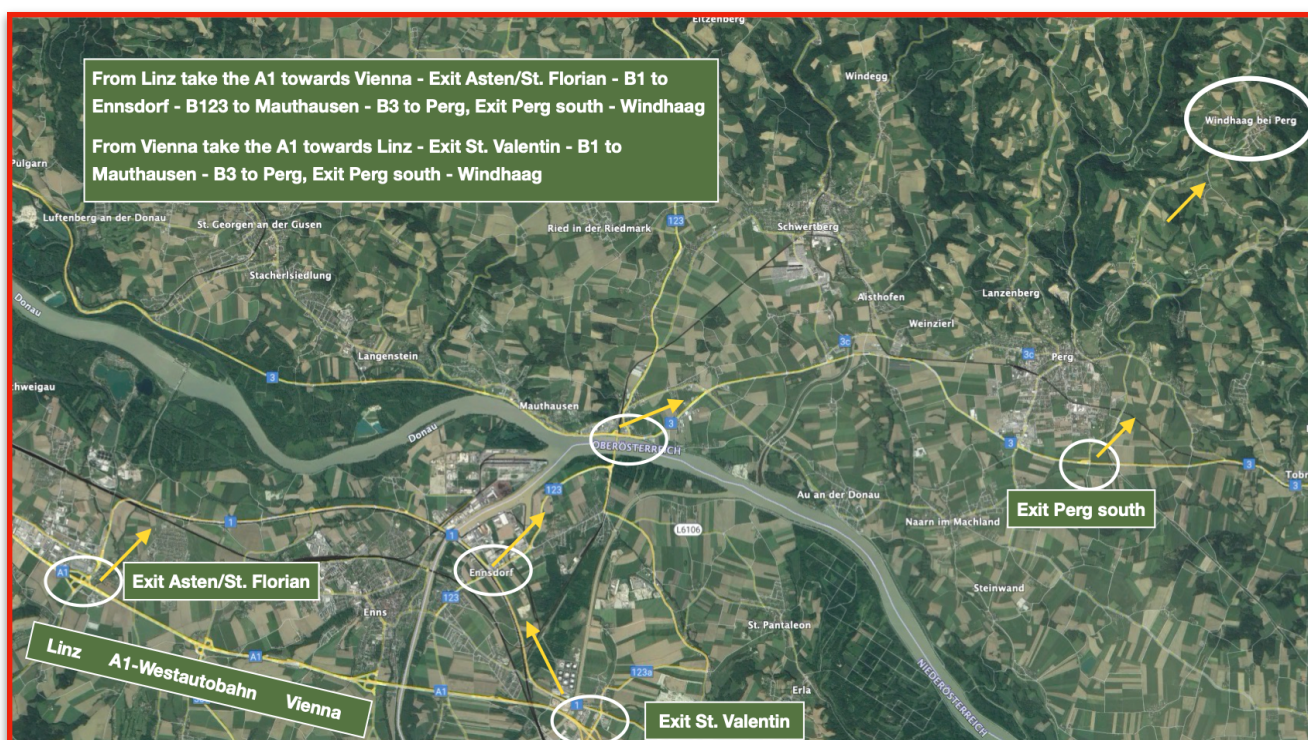 Eitzenberg
From Linz take the A1 towards Vienna - Exit Asten/St. Florian - B1 to
Ennsdorf - B123 to Mauthausen - B3 to Perg, Exit Perg south - Windhaag
From Vienna take the A1 towards Linz - Exit St. Valentin - B1 to
Mauthausen - B3 to Perg, Exit Perg south - Windhaag
Windegg
Windhaag bei Perg
Pulgarn
Luftenberg an der Donau
St. Georgen an der Gusen
Ried in der Riedmark
123
Schwertberg
Stacherlsiedlung
Donau
Aisthofen
Lanzenberg
Weinzierl
3c
3c
Perg
Langenstein
3
chweigau
Mauthausen
Donau
3
OBERÖSTERREICH
3
3
Tobr
3
123
Au an der Donau
Naarn im Machland
Exit Perg south
1
1
L6106
A1
Exit Asten/St. Florian
Ennsdorf
123
Enns
Steinwand
St. Pantaleon
Linz A1-Westautobahn Vienna
A1
A1
123a
Erla
NIEDERÖSTERREICH
1
Exit St. Valentin